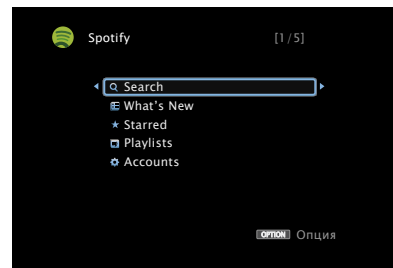 Spotify [1/5]
Search
What's New
Starred
Playlists
Accounts
OPTION Опция